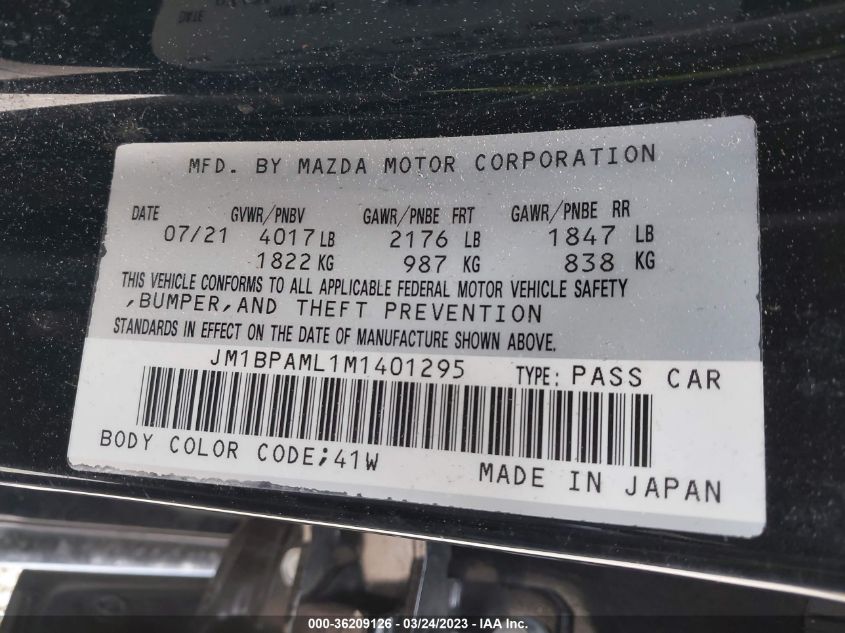 MFD. BY MAZDA MOTOR CORPORATION
DATE GVWR/PNBV GAWR/PNBE FRT GAWR/PNBE RR
07/21 4017 LB 2176 LB 1847 LB
1822 KG 987 KG 838 KG
THIS VEHICLE CONFORMS TO ALL APPLICABLE FEDERAL MOTOR VEHICLE SAFETY
,BUMPER,AND THEFT PREVENTION
STANDARDS IN EFFECT ON THE DATE OF MANUFACTURE SHOWN ABOVE.
JM1BPAML1M1401295 TYPE: PASS CAR
BODY COLOR CODE;41W MADE IN JAPAN
000-36209126 - 03/24/2023 - IAA Inc.